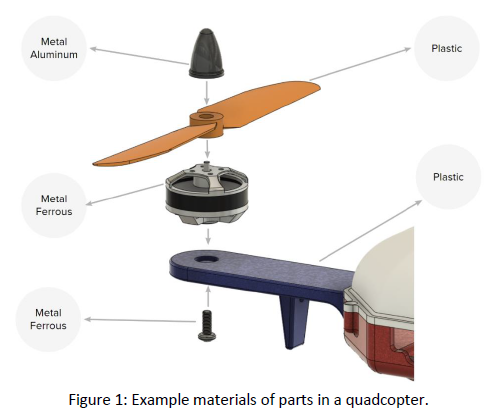 Metal
Aluminum
Plastic
Metal
Ferrous
Plastic
Metal
Ferrous
Figure 1: Example materials of parts in a quadcopter.